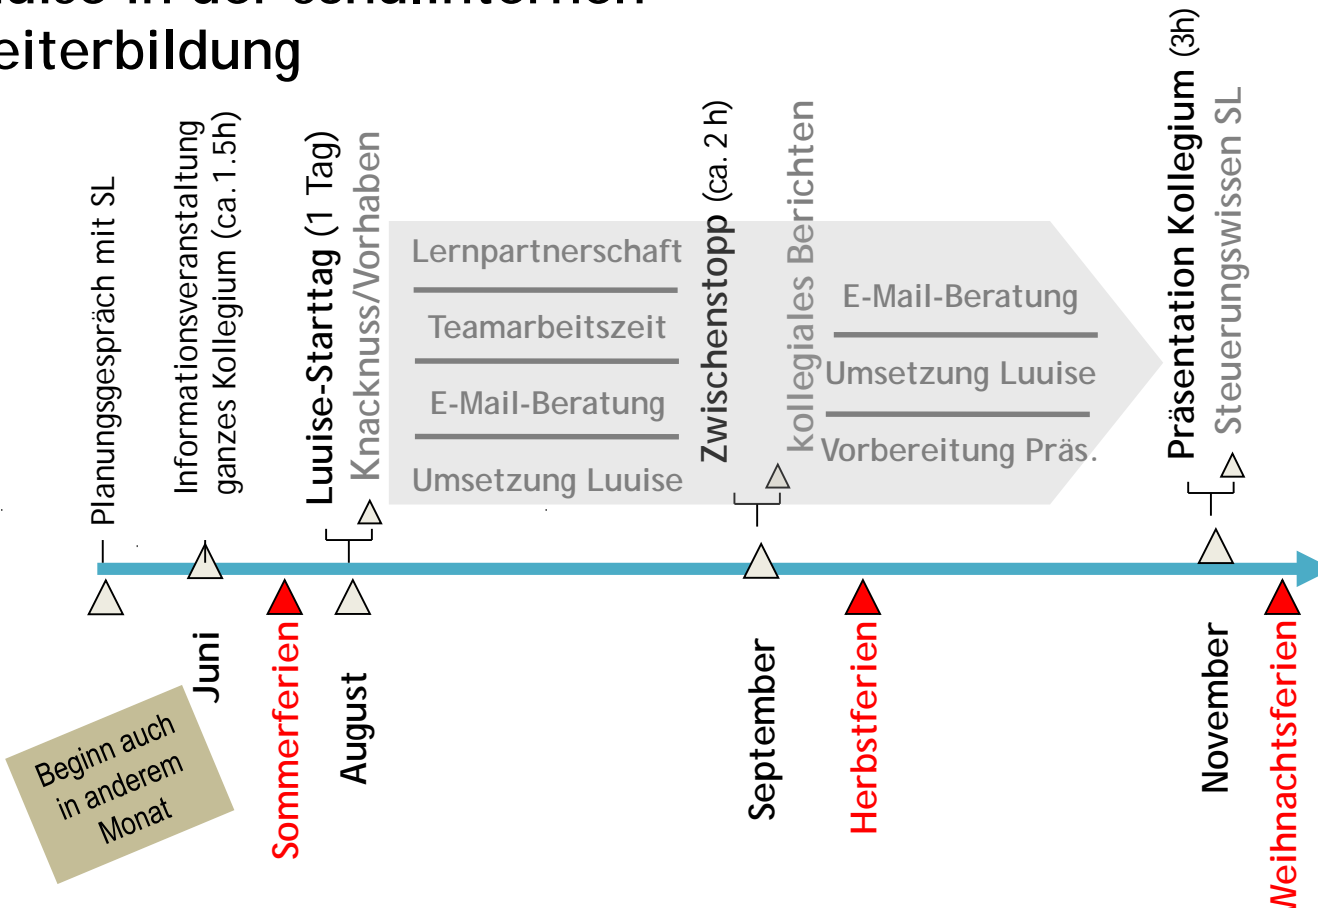 eiterbildung
Planungsgespräch mit SL
Informationsveranstaltung
ganzes Kollegium (ca.1.5h)
Luuise-Starttag (1 Tag)
Knacknuss/Vorhaben
Lernpartnerschaft
Teamarbeitszeit
E-Mail-Beratung
Umsetzung Luuise
Zwischenstopp (ca. 2 h)
kollegiales Berichten
E-Mail-Beratung
Umsetzung Luuise
Vorbereitung Präs.
Präsentation Kollegium (3h)
Steuerungswissen SL
Juni
Sommerferien
August
September
Herbstferien
November
Weihnachtsferien
Beginn auch
in anderem
Monat